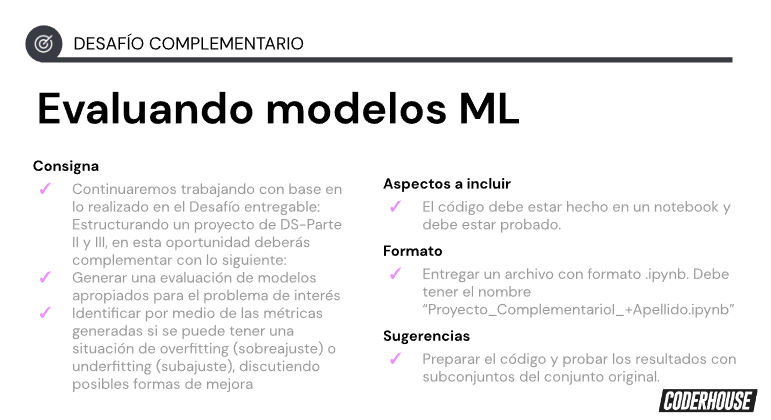 DESAFÍO COMPLEMENTARIO
Evaluando modelos ML
Consigna
✓ Continuaremos trabajando con base en
lo realizado en el Desafío entregable:
Estructurando un proyecto de DS-Parte
II y III, en esta oportunidad deberás
complementar con lo siguiente:
✓ Generar una evaluación de modelos
apropiados para el problema de interés
✓ Identificar por medio de las métricas
generadas si se puede tener una
situación de overfitting (sobreajuste) o
underfitting (subajuste), discutiendo
posibles formas de mejora
Aspectos a incluir
✓ El código debe estar hecho en un notebook y
debe estar probado.
Formato
✓ Entregar un archivo con formato .ipynb. Debe
tener el nombre
“Proyecto_ComplementarioI_+Apellido.ipynb”
Sugerencias
✓ Preparar el código y probar los resultados con
subconjuntos del conjunto original.
CODERHOUSE